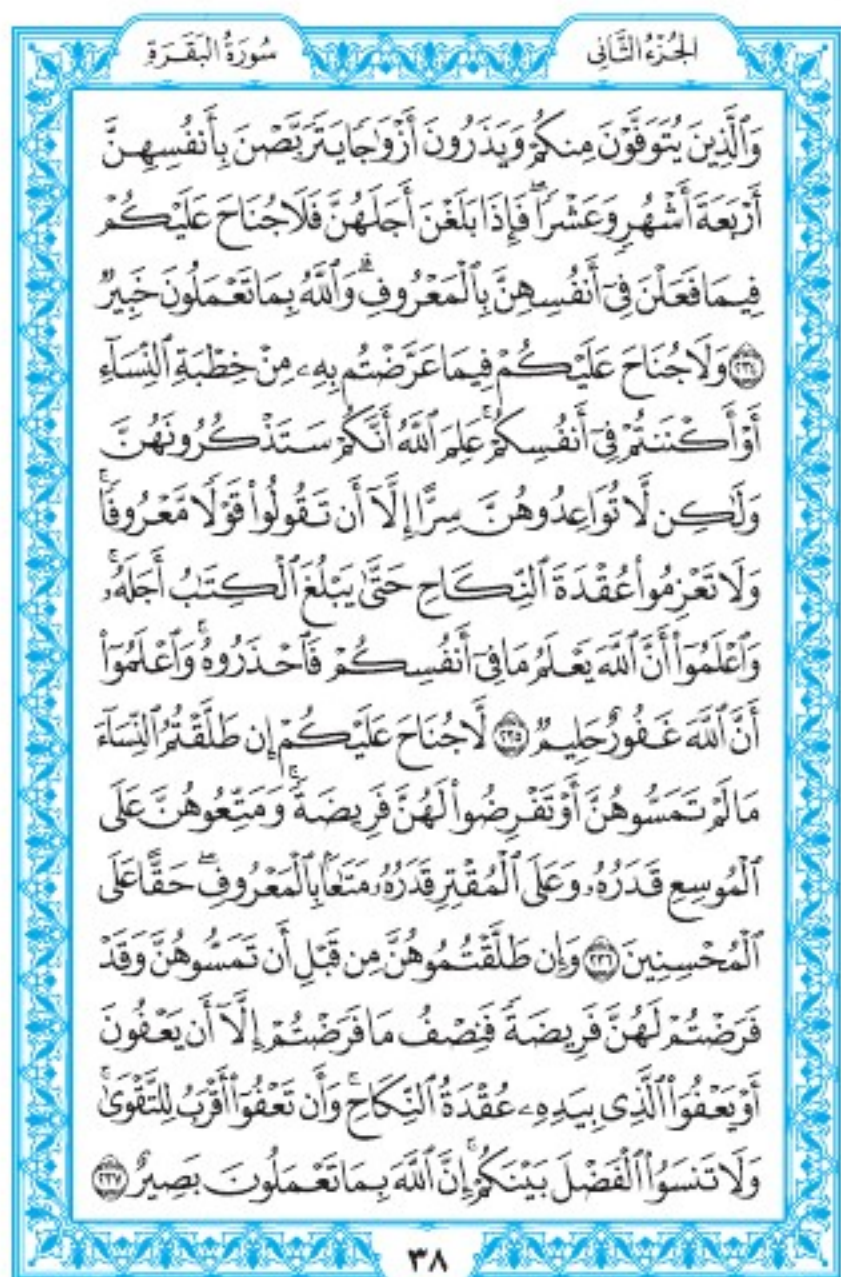 سُورَةُ البَقَرَةِ
الجُزْءُ الثَّانِى
وَٱلَّذِينَ يُتَوَفَّوْنَ مِنكُمْ وَيَذَرُونَ أَزْوَٰجًا يَتَرَبَّصْنَ بِأَنفُسِهِنَّ
أَرْبَعَةَ أَشْهُرٍ وَعَشْرًا ۖ فَإِذَا بَلَغْنَ أَجَلَهُنَّ فَلَا جُنَاحَ عَلَيْكُمْ
فِيمَا فَعَلْنَ فِىٓ أَنفُسِهِنَّ بِٱلْمَعْرُوفِ ۗ وَٱللَّهُ بِمَا تَعْمَلُونَ خَبِيرٌ
٢٣٤ وَلَا جُنَاحَ عَلَيْكُمْ فِيمَا عَرَّضْتُم بِهِۦ مِنْ خِطْبَةِ ٱلنِّسَآءِ
أَوْ أَكْنَنتُمْ فِىٓ أَنفُسِكُمْ ۚ عَلِمَ ٱللَّهُ أَنَّكُمْ سَتَذْكُرُونَهُنَّ
وَلَٰكِن لَّا تُوَاعِدُوهُنَّ سِرًّا إِلَّآ أَن تَقُولُوا۟ قَوْلًا مَّعْرُوفًا ۚ
وَلَا تَعْزِمُوا۟ عُقْدَةَ ٱلنِّكَاحِ حَتَّىٰ يَبْلُغَ ٱلْكِتَٰبُ أَجَلَهُۥ ۚ
وَٱعْلَمُوٓا۟ أَنَّ ٱللَّهَ يَعْلَمُ مَا فِىٓ أَنفُسِكُمْ فَٱحْذَرُوهُ ۚ وَٱعْلَمُوٓا۟
أَنَّ ٱللَّهَ غَفُورٌ حَلِيمٌ ٢٣٥ لَّا جُنَاحَ عَلَيْكُمْ إِن طَلَّقْتُمُ ٱلنِّسَآءَ
مَا لَمْ تَمَسُّوهُنَّ أَوْ تَفْرِضُوا۟ لَهُنَّ فَرِيضَةً ۚ وَمَتِّعُوهُنَّ عَلَى
ٱلْمُوسِعِ قَدَرُهُۥ وَعَلَى ٱلْمُقْتِرِ قَدَرُهُۥ مَتَٰعًۢا بِٱلْمَعْرُوفِ ۖ حَقًّا عَلَى
ٱلْمُحْسِنِينَ ٢٣٦ وَإِن طَلَّقْتُمُوهُنَّ مِن قَبْلِ أَن تَمَسُّوهُنَّ وَقَدْ
فَرَضْتُمْ لَهُنَّ فَرِيضَةً فَنِصْفُ مَا فَرَضْتُمْ إِلَّآ أَن يَعْفُونَ
أَوْ يَعْفُوَا۟ ٱلَّذِى بِيَدِهِۦ عُقْدَةُ ٱلنِّكَاحِ ۚ وَأَن تَعْفُوٓا۟ أَقْرَبُ لِلتَّقْوَىٰ ۚ
وَلَا تَنسَوُا۟ ٱلْفَضْلَ بَيْنَكُمْ ۚ إِنَّ ٱللَّهَ بِمَا تَعْمَلُونَ بَصِيرٌ ٢٣٧
٣٨